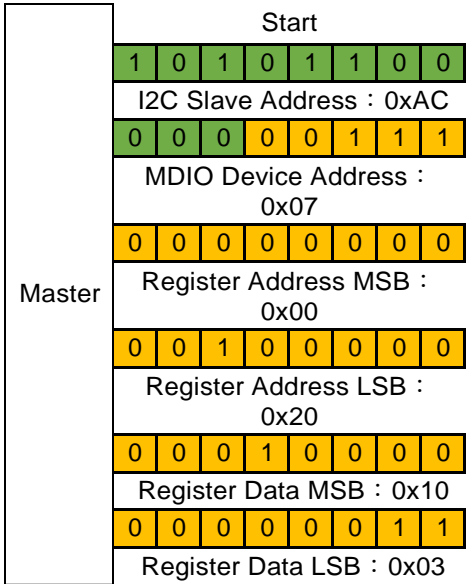 Start
1 0 1 0 1 1 0 0
I2C Slave Address：0xAC
0 0 0 0 0 1 1 1
MDIO Device Address：
0x07
0 0 0 0 0 0 0 0
Master
Register Address MSB：
0x00
0 0 1 0 0 0 0 0
Register Address LSB：
0x20
0 0 0 1 0 0 0 0
Register Data MSB：0x10
0 0 0 0 0 0 1 1
Register Data LSB：0x03